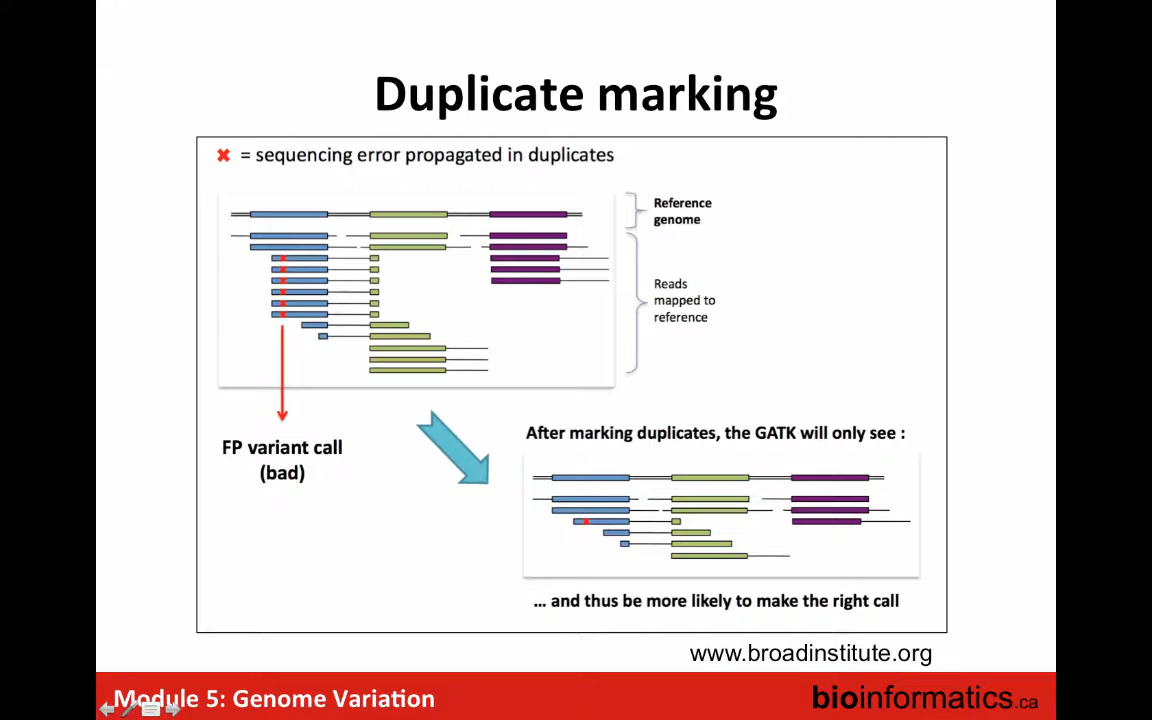 Duplicate marking
✖ = sequencing error propagated in duplicates
Reference
genome
Reads
mapped to
reference
FP variant call
(bad)
After marking duplicates, the GATK will only see :
... and thus be more likely to make the right call
www.broadinstitute.org
Module 5: Genome Variation
bioinformatics.ca